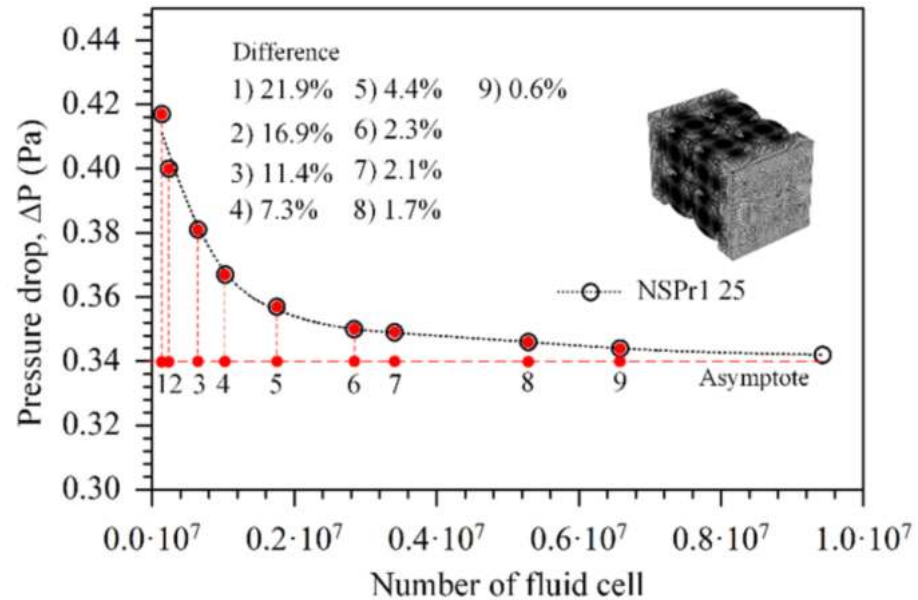 0.44
0.42
0.40
0.38
0.36
0.34
0.32
0.30
Pressure drop, ΔP (Pa)
Difference
1) 21.9% 5) 4.4% 9) 0.6%
2) 16.9% 6) 2.3%
3) 11.4% 7) 2.1%
4) 7.3% 8) 1.7%
NSPr1 25
1 2 3 4 5 6 7 8 9 Asymptote
0.0·10⁷ 0.2·10⁷ 0.4·10⁷ 0.6·10⁷ 0.8·10⁷ 1.0·10⁷
Number of fluid cell